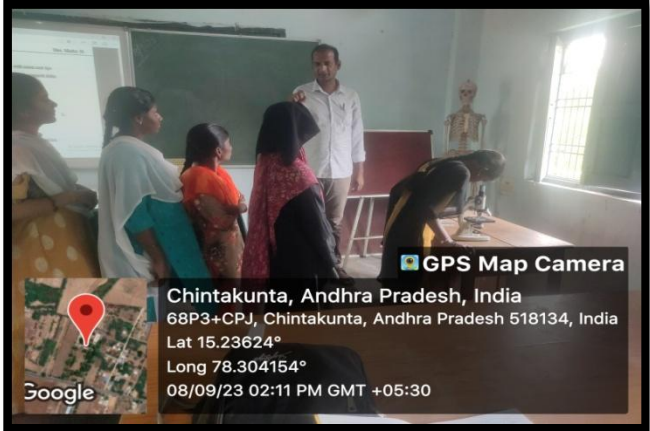 GPS Map Camera
Chintakunta, Andhra Pradesh, India
68P3+CPJ, Chintakunta, Andhra Pradesh 518134, India
Lat 15.23624°
Long 78.304154°
08/09/23 02:11 PM GMT +05:30
Google